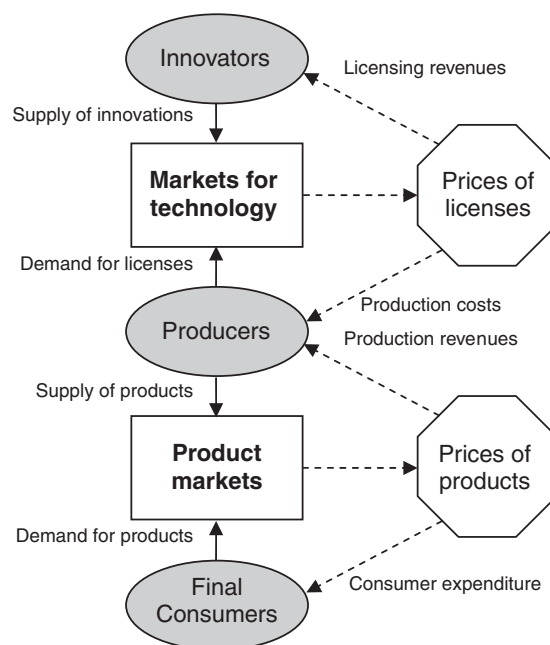 Innovators
Licensing revenues
Supply of innovations
Markets for
technology
Prices of
licenses
Demand for licenses
Production costs
Producers
Production revenues
Supply of products
Product
markets
Prices of
products
Demand for products
Final
Consumers
Consumer expenditure